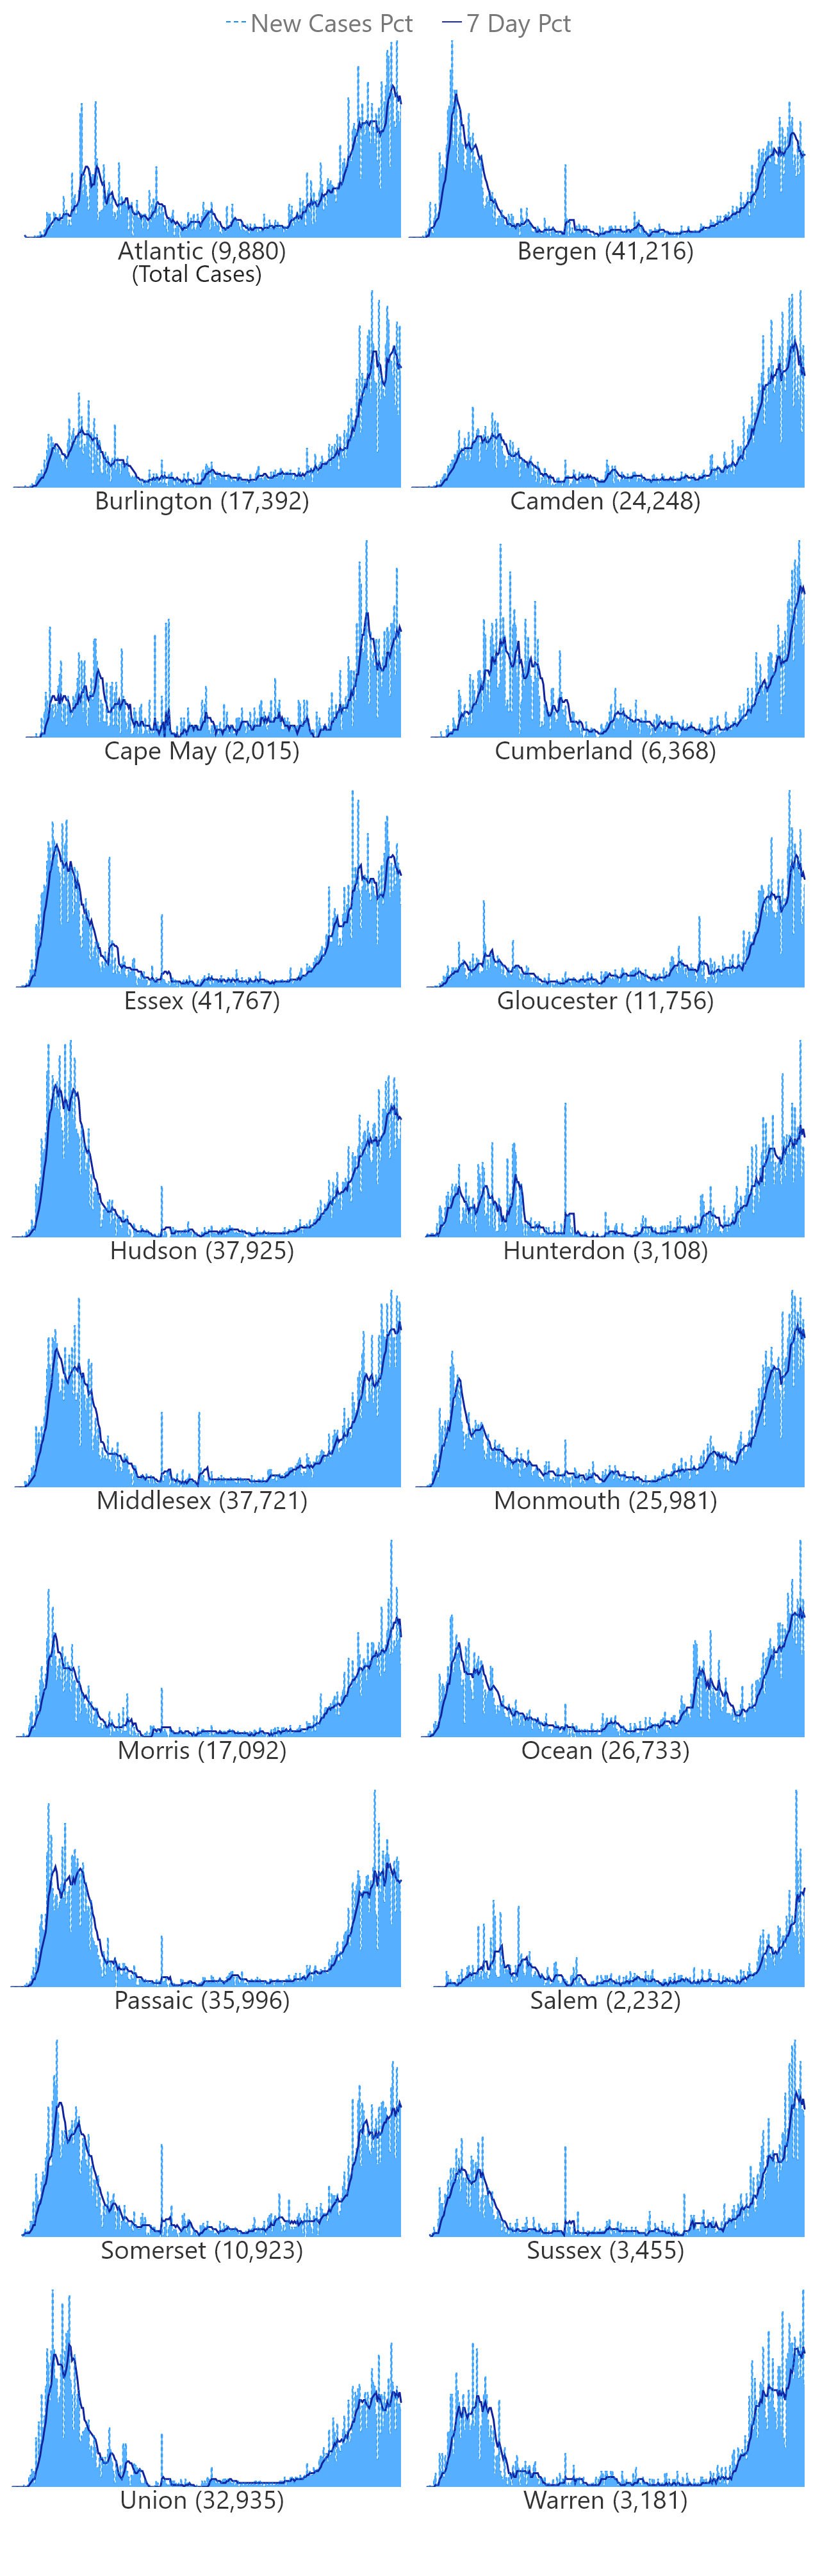 New Cases Pct 7 Day Pct
Atlantic (9,880) Bergen (41,216)
(Total Cases)
Burlington (17,392) Camden (24,248)
Cape May (2,015) Cumberland (6,368)
Essex (41,767) Gloucester (11,756)
Hudson (37,925) Hunterdon (3,108)
Middlesex (37,721) Monmouth (25,981)
Morris (17,092) Ocean (26,733)
Passaic (35,996) Salem (2,232)
Somerset (10,923) Sussex (3,455)
Union (32,935) Warren (3,181)